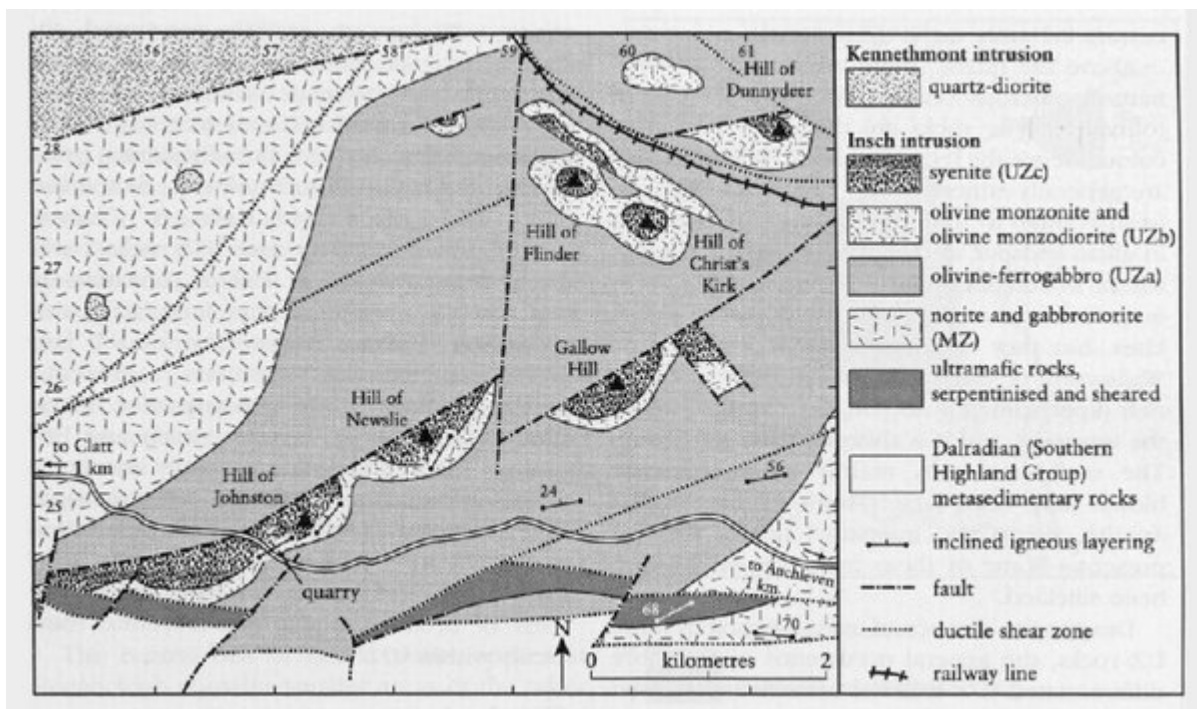 56
57
58
59
60
61
28
27
26
25
Hill of
Dunnydeer
Hill of
Flinder
Hill of
Christ's
Kirk
Gallow
Hill
Hill of
Newslie
Hill of
Johnston
to Clatt
1 km
24
56
quarry
to Auchleven
1 km
68
70
N
0 kilometres 2
Kennethmont intrusion
quartz-diorite
Insch intrusion
syenite (UZc)
olivine monzonite and
olivine monzodiorite (UZb)
olivine-ferrogabbro (UZa)
norite and gabbronorite
(MZ)
ultramafic rocks,
serpentinised and sheared
Dalradian (Southern
Highland Group)
metasedimentary rocks
inclined igneous layering
fault
ductile shear zone
railway line